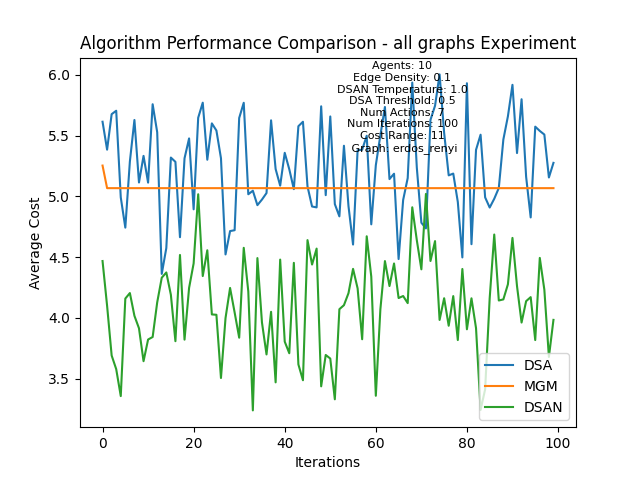 Algorithm Performance Comparison - all graphs Experiment
Agents: 10
Edge Density: 0.1
DSAN Temperature: 1.0
DSA Threshold: 0.5
Num Actions: 7
Num Iterations: 100
Cost Range: 11
Graph: erdos_renyi
6.0
5.5
5.0
4.5
4.0
3.5
Average Cost
0
20
40
60
80
100
Iterations
DSA
MGM
DSAN